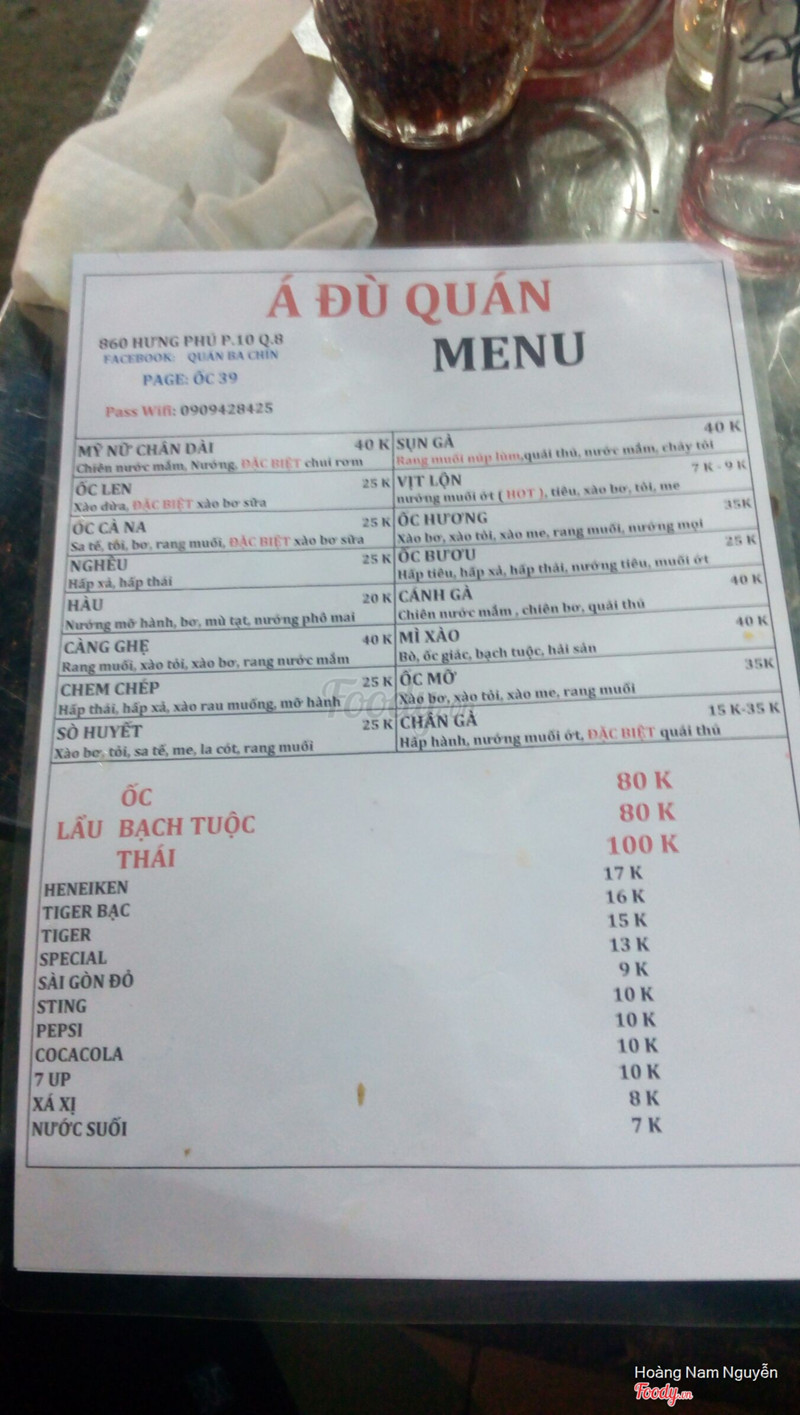 Á ĐÙ QUÁN
860 HƯNG PHÚ P.10 Q.8
MENU
FACEBOOK: QUÁN BA CHÍN
PAGE: ỐC 39
Pass Wifi: 0909428425
MỸ NỮ CHÂN DÀI 40 K
Chiên nước mắm, Nướng, ĐẶC BIỆT chui rơm
SỤN GÀ 40 K
Rang muối núp lùm,quái thú, nước mắm, cháy tỏi
ỐC LEN 25 K
Xào dừa, ĐẶC BIỆT xào bơ sữa
VỊT LỘN 7 K - 9 K
nướng muối ớt ( HOT ), tiêu, xào bơ, tỏi, me
ỐC CÀ NA 25 K
Sa tế, tỏi, bơ, rang muối, ĐẶC BIỆT xào bơ sữa
ỐC HƯƠNG 35K
Xào bơ, xào tỏi, xào me, rang muối, nướng mọi
NGHÊU 25 K
Hấp xả, hấp thái
ỐC BƯƠU 25 K
Hấp tiêu, hấp xả, hấp thái, nướng tiêu, muối ớt
HÀU 20 K
Nướng mỡ hành, bơ, mù tạt, nướng phô mai
CÁNH GÀ 40 K
Chiên nước mắm , chiên bơ, quái thú
CÀNG GHẸ 40 K
Rang muối, xào tỏi, xào bơ, rang nước mắm
MÌ XÀO 40 K
Bò, ốc giác, bạch tuộc, hải sản
CHEM CHÉP 25 K
Hấp thái, hấp xả, xào rau muống, mỡ hành
ỐC MỠ 35K
Xào bơ, xào tỏi, xào me, rang muối
SÒ HUYẾT 25 K
Xào bơ, tỏi, sa tế, me, la cót, rang muối
CHÂN GÀ 15 K-35 K
Hấp hành, nướng muối ớt, ĐẶC BIỆT quái thú
ỐC 80 K
LẨU BẠCH TUỘC 80 K
THÁI 100 K
HENEIKEN 17 K
TIGER BẠC 16 K
TIGER 15 K
SPECIAL 13 K
SÀI GÒN ĐỎ 9 K
STING 10 K
PEPSI 10 K
COCACOLA 10 K
7 UP 10 K
XÁ XỊ 8 K
NƯỚC SUỐI 7 K
Foody.vn
Hoàng Nam Nguyễn
Foody.vn